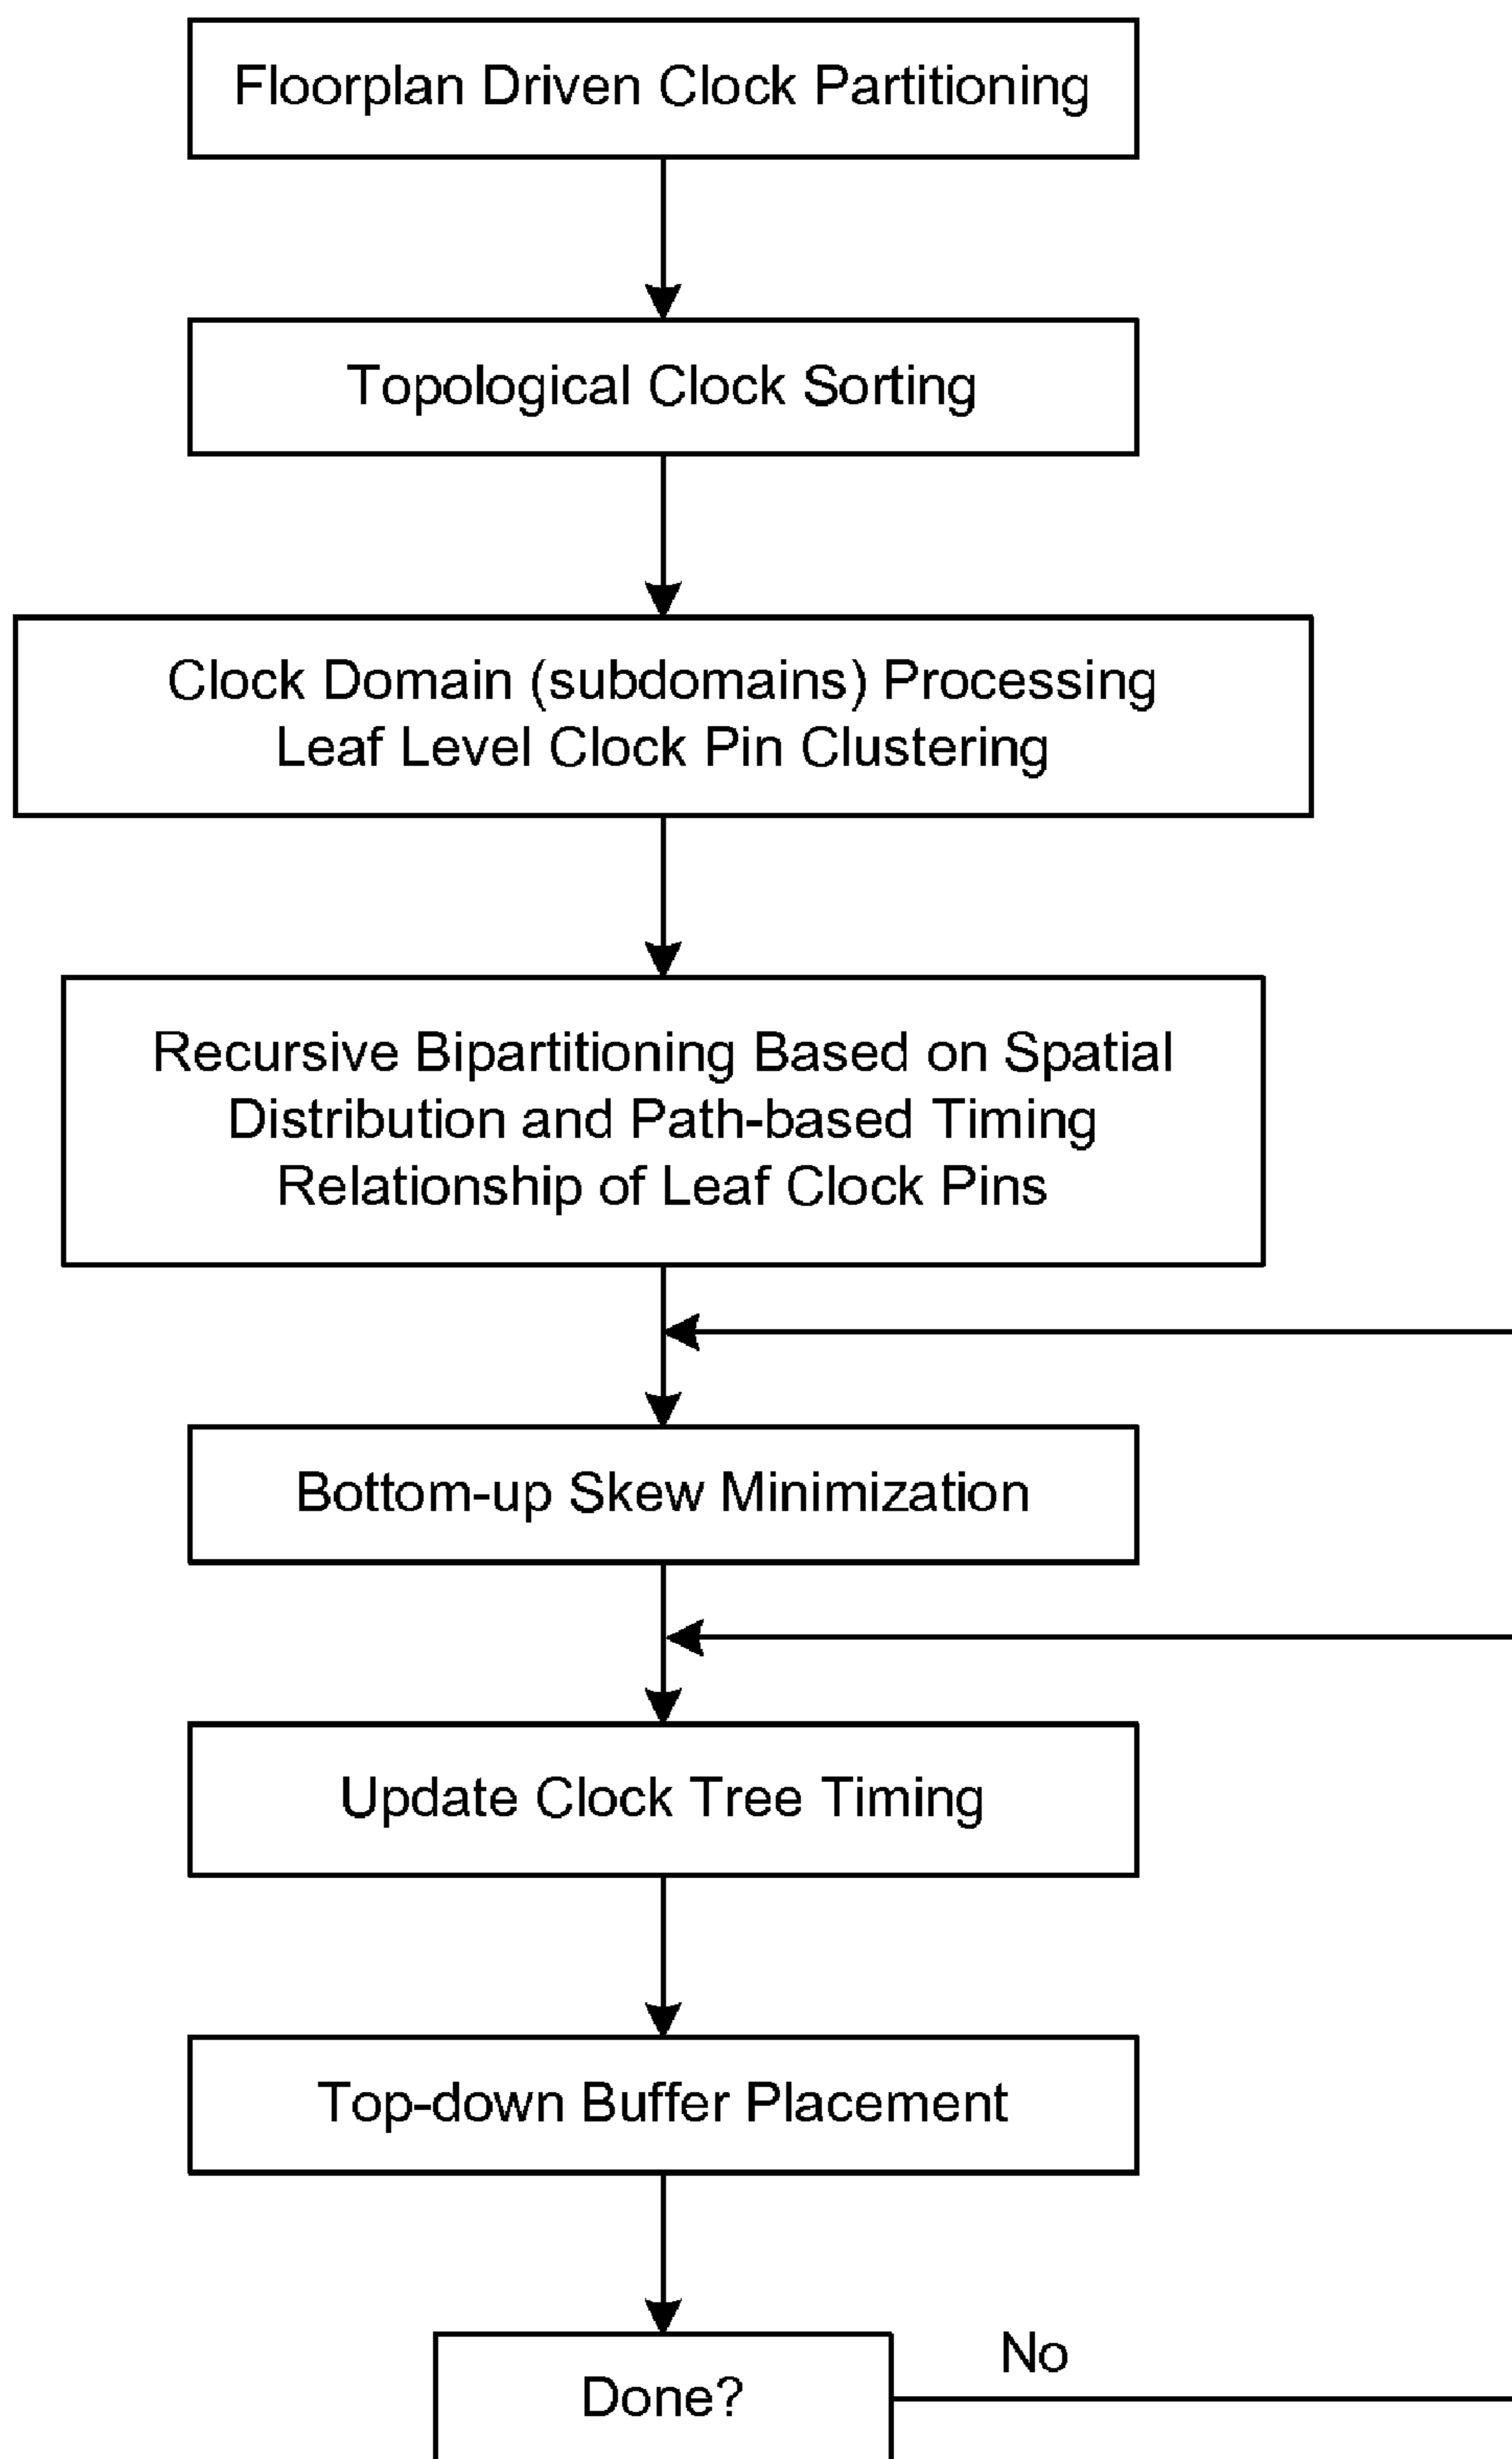 Floorplan Driven Clock Partitioning
Topological Clock Sorting
Clock Domain (subdomains) Processing
Leaf Level Clock Pin Clustering
Recursive Bipartitioning Based on Spatial
Distribution and Path-based Timing
Relationship of Leaf Clock Pins
Bottom-up Skew Minimization
Update Clock Tree Timing
Top-down Buffer Placement
No
Done?